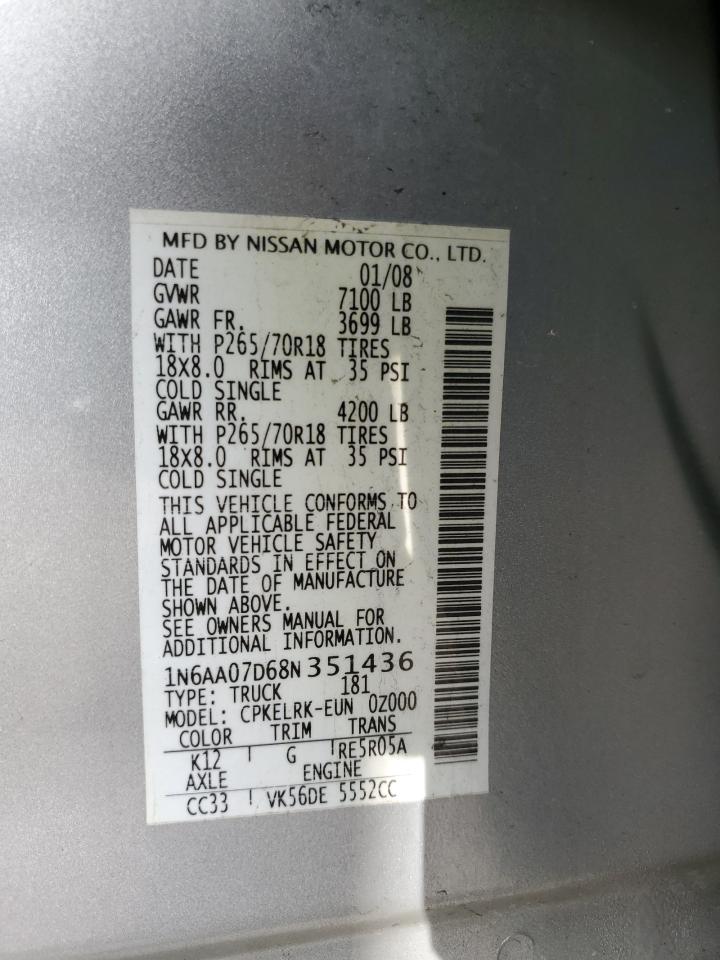 MFD BY NISSAN MOTOR CO., LTD.
DATE 01/08
GVWR 7100 LB
GAWR FR. 3699 LB
WITH P265/70R18 TIRES
18X8.0 RIMS AT 35 PSI
COLD SINGLE
GAWR RR. 4200 LB
WITH P265/70R18 TIRES
18X8.0 RIMS AT 35 PSI
COLD SINGLE
THIS VEHICLE CONFORMS TO
ALL APPLICABLE FEDERAL
MOTOR VEHICLE SAFETY
STANDARDS IN EFFECT ON
THE DATE OF MANUFACTURE
SHOWN ABOVE.
SEE OWNERS MANUAL FOR
ADDITIONAL INFORMATION.
1N6AA07D68N351436
TYPE: TRUCK 181
MODEL: CPKELRK-EUN 0Z000
COLOR TRIM TRANS
K12 G RE5R05A
AXLE ENGINE
CC33 VK56DE 5552CC